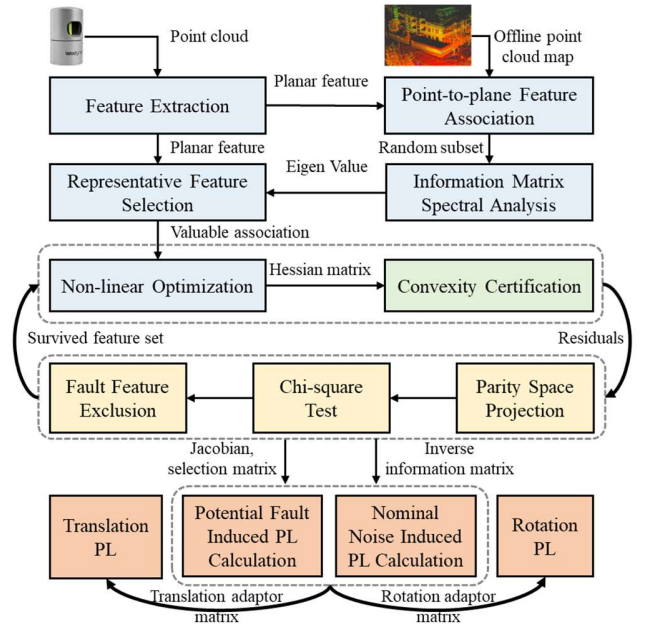 Point cloud
Offline point
cloud map
Planar feature
Feature Extraction
Point-to-plane Feature
Association
Planar feature
Random subset
Eigen Value
Representative Feature
Selection
Information Matrix
Spectral Analysis
Valuable association
Hessian matrix
Non-linear Optimization
Convexity Certification
Survived feature set
Residuals
Fault Feature
Exclusion
Chi-square
Test
Parity Space
Projection
Jacobian,
selection matrix
Inverse
information matrix
Translation
PL
Potential Fault
Induced PL
Calculation
Nominal
Noise Induced
PL Calculation
Rotation
PL
Translation adaptor
matrix
Rotation adaptor
matrix